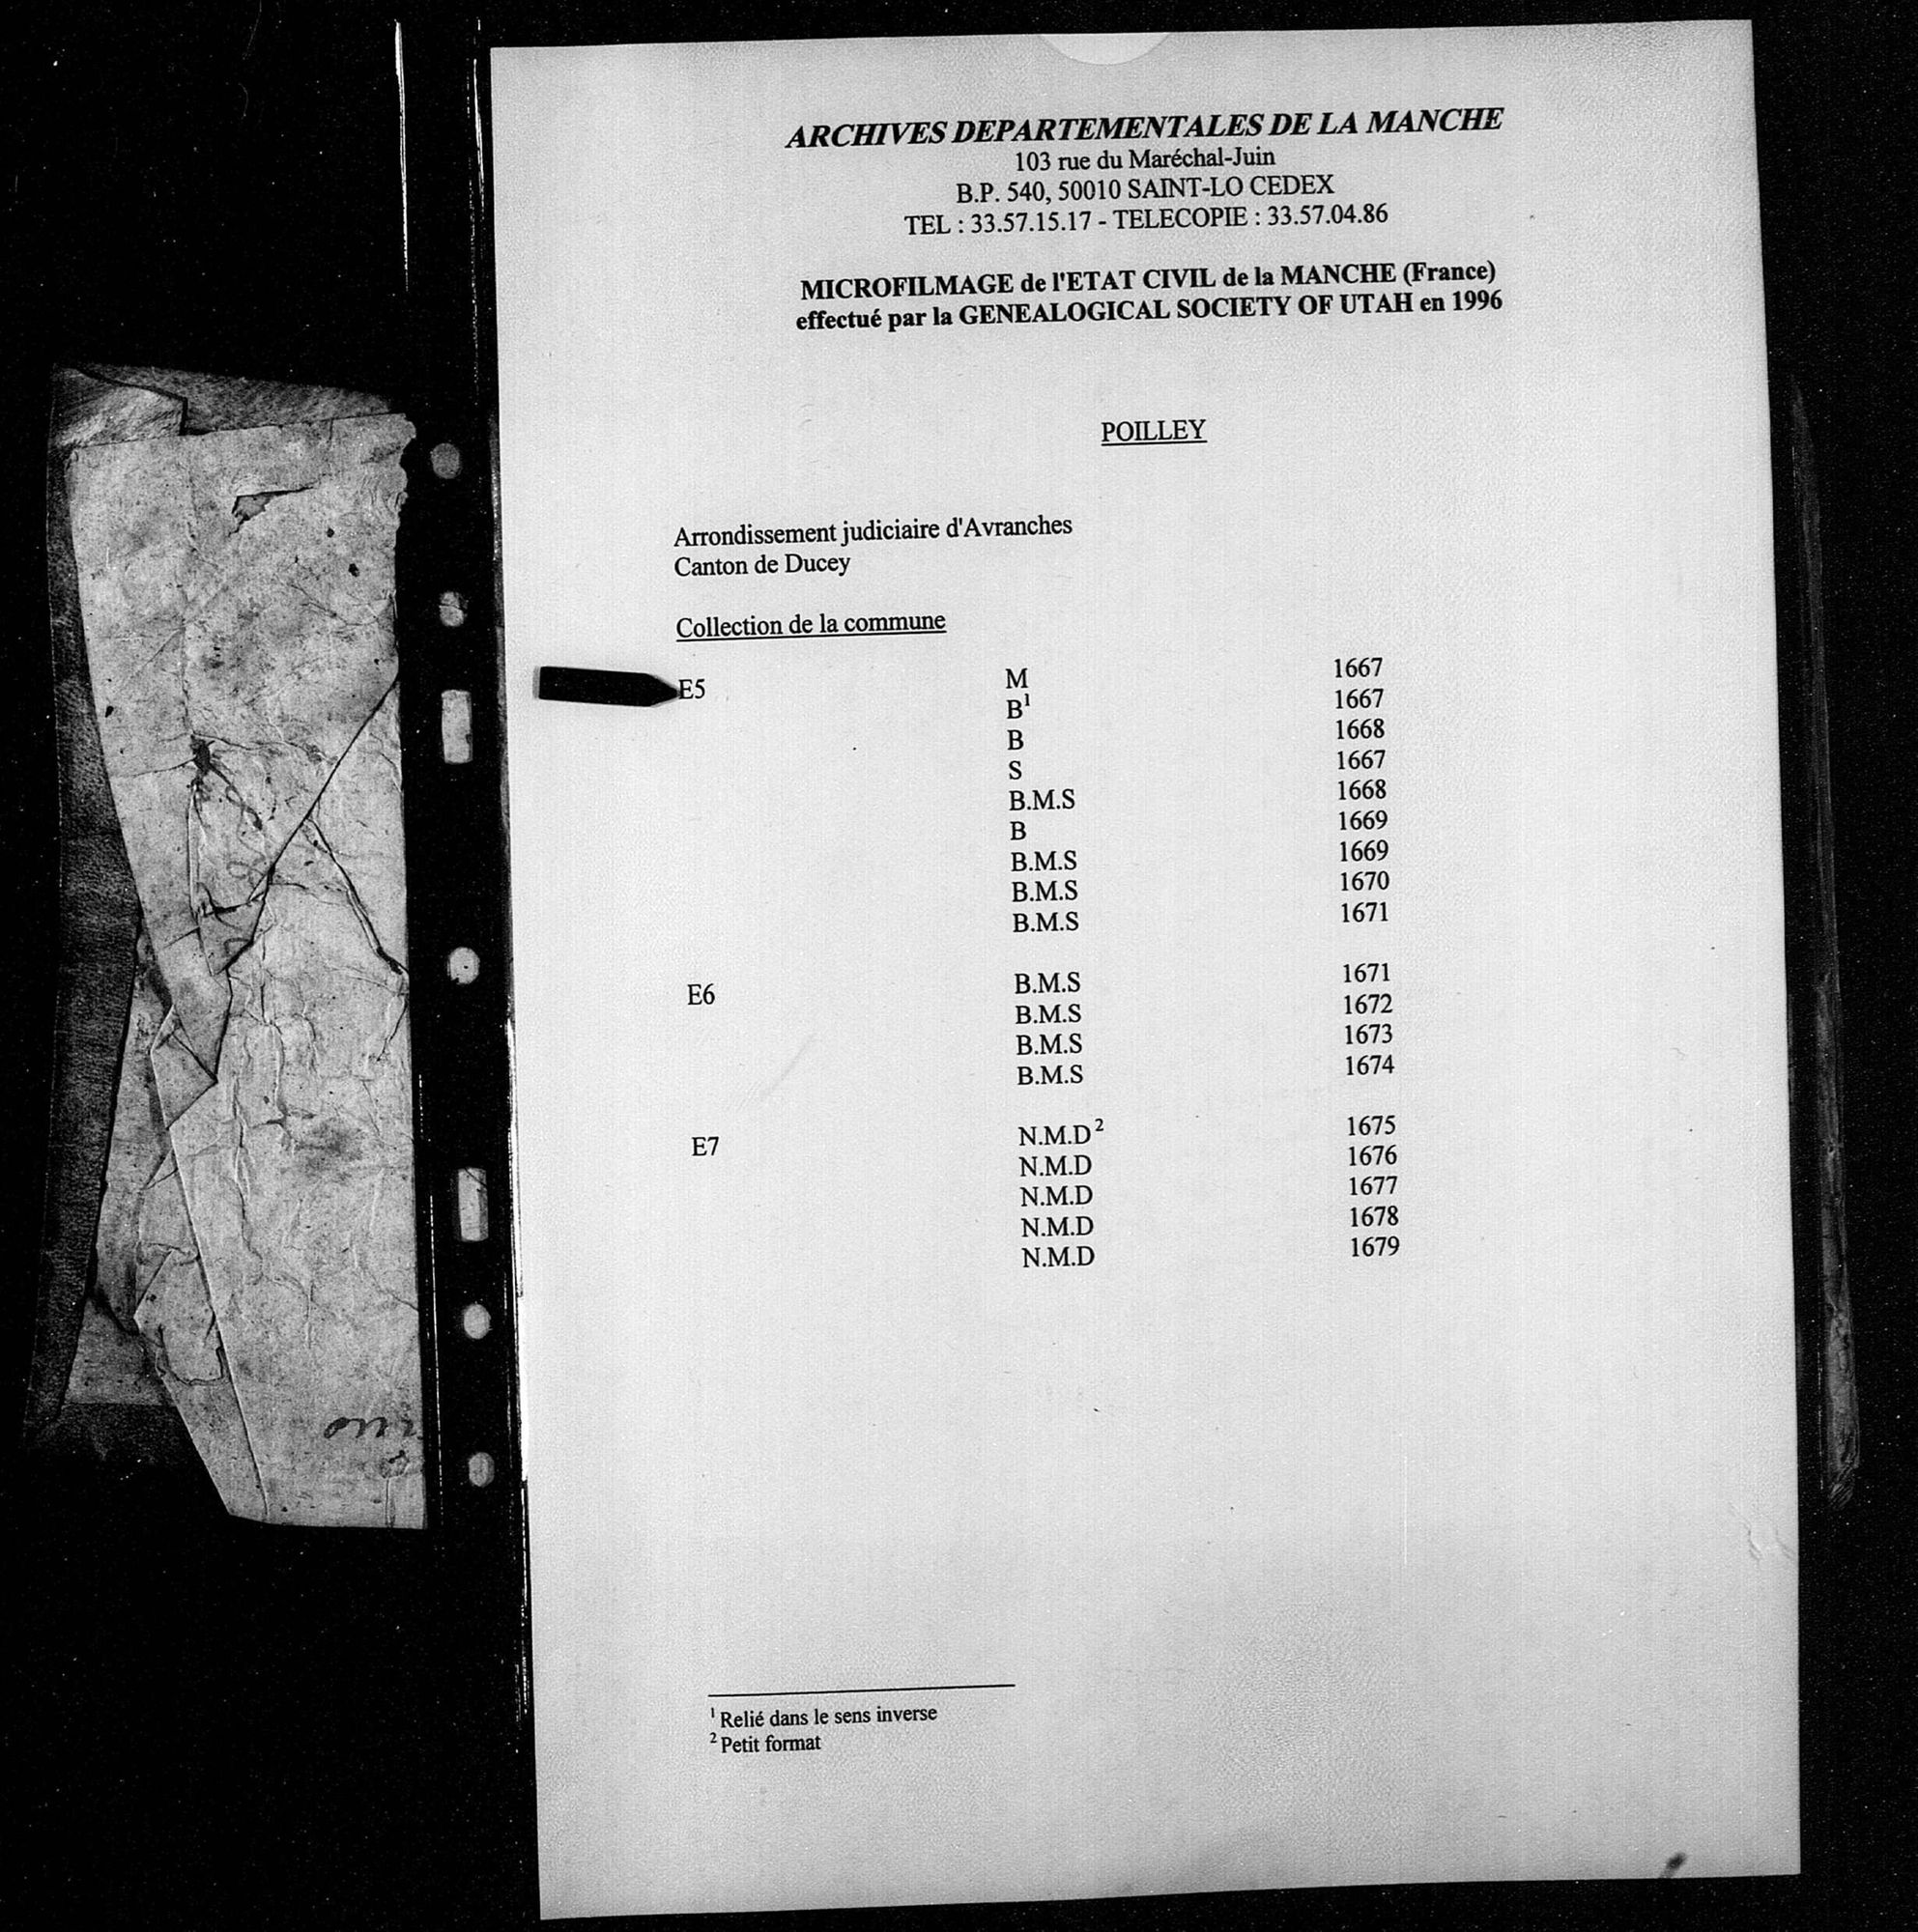 ARCHIVES DEPARTEMENTALES DE LA MANCHE
103 rue du Maréchal-Juin
B.P. 540, 50010 SAINT-LO CEDEX
TEL : 33.57.15.17 - TELECOPIE : 33.57.04.86
MICROFILMAGE de l'ETAT CIVIL de la MANCHE (France)
effectué par la GENEALOGICAL SOCIETY OF UTAH en 1996
POILLEY
Arrondissement judiciaire d'Avranches
Canton de Ducey
Collection de la commune
E5 M 1667
B¹ 1667
B 1668
S 1667
B.M.S 1668
B 1669
B.M.S 1669
B.M.S 1670
B.M.S 1671
E6 B.M.S 1671
B.M.S 1672
B.M.S 1673
B.M.S 1674
E7 N.M.D² 1675
N.M.D 1676
N.M.D 1677
N.M.D 1678
N.M.D 1679
¹ Relié dans le sens inverse
² Petit format